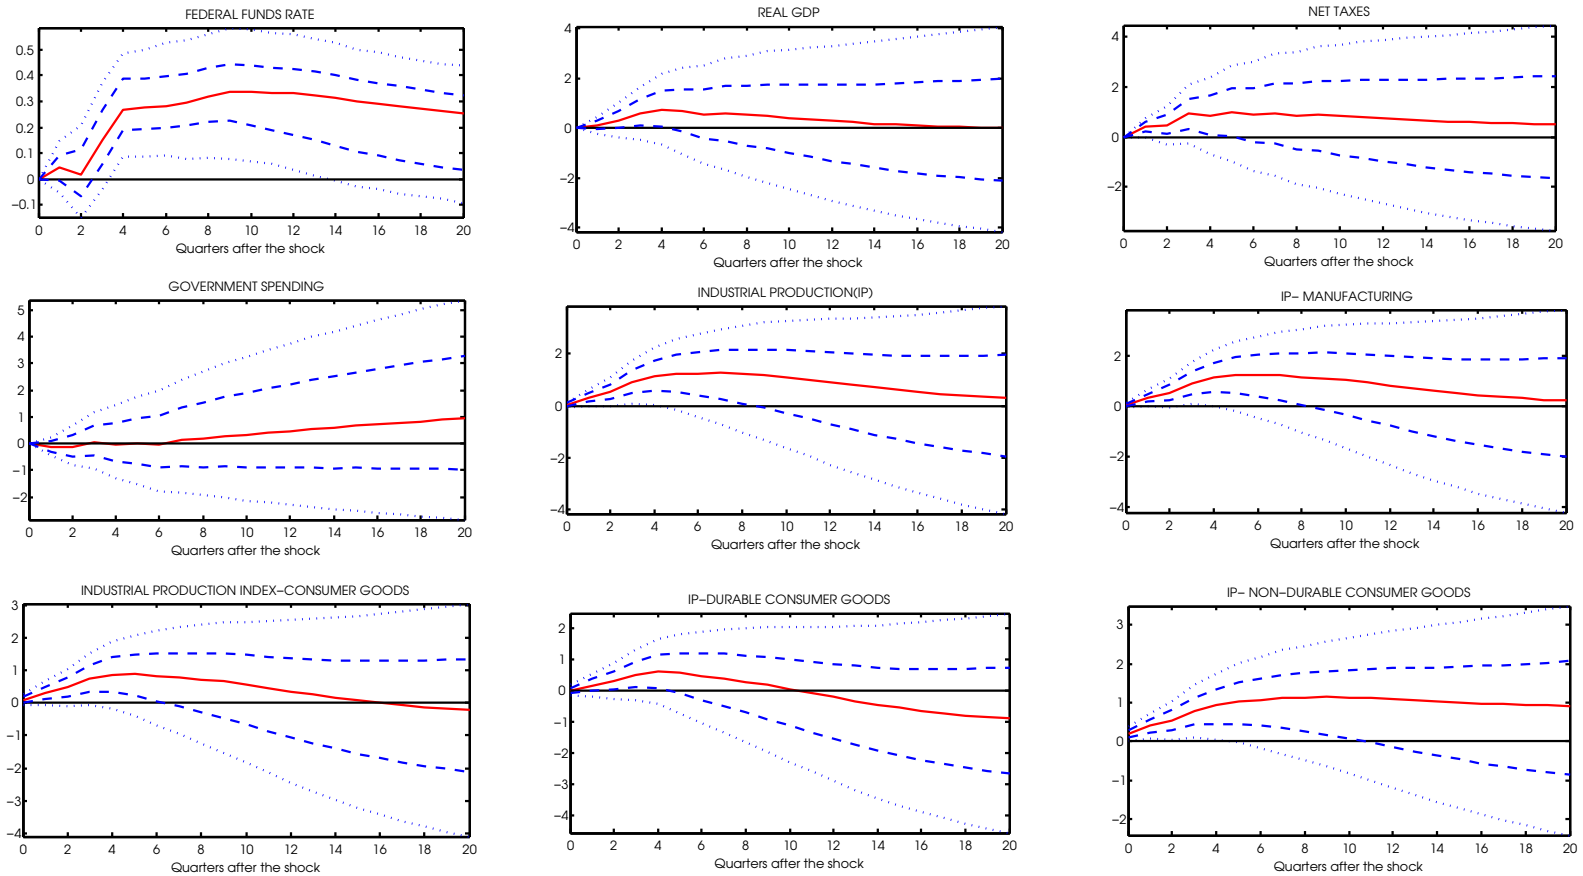 FEDERAL FUNDS RATE
0.5
0.4
0.3
0.2
0.1
0
−0.1
0 2 4 6 8 10 12 14 16 18 20
Quarters after the shock
REAL GDP
4
2
0
−2
−4
0 2 4 6 8 10 12 14 16 18 20
Quarters after the shock
NET TAXES
4
2
0
−2
0 2 4 6 8 10 12 14 16 18 20
Quarters after the shock
GOVERNMENT SPENDING
5
4
3
2
1
0
−1
−2
0 2 4 6 8 10 12 14 16 18 20
Quarters after the shock
INDUSTRIAL PRODUCTION(IP)
2
0
−2
−4
0 2 4 6 8 10 12 14 16 18 20
Quarters after the shock
IP− MANUFACTURING
2
0
−2
−4
0 2 4 6 8 10 12 14 16 18 20
Quarters after the shock
INDUSTRIAL PRODUCTION INDEX−CONSUMER GOODS
3
2
1
0
−1
−2
−3
−4
0 2 4 6 8 10 12 14 16 18 20
Quarters after the shock
IP−DURABLE CONSUMER GOODS
2
1
0
−1
−2
−3
−4
0 2 4 6 8 10 12 14 16 18 20
Quarters after the shock
IP− NON−DURABLE CONSUMER GOODS
3
2
1
0
−1
−2
0 2 4 6 8 10 12 14 16 18 20
Quarters after the shock